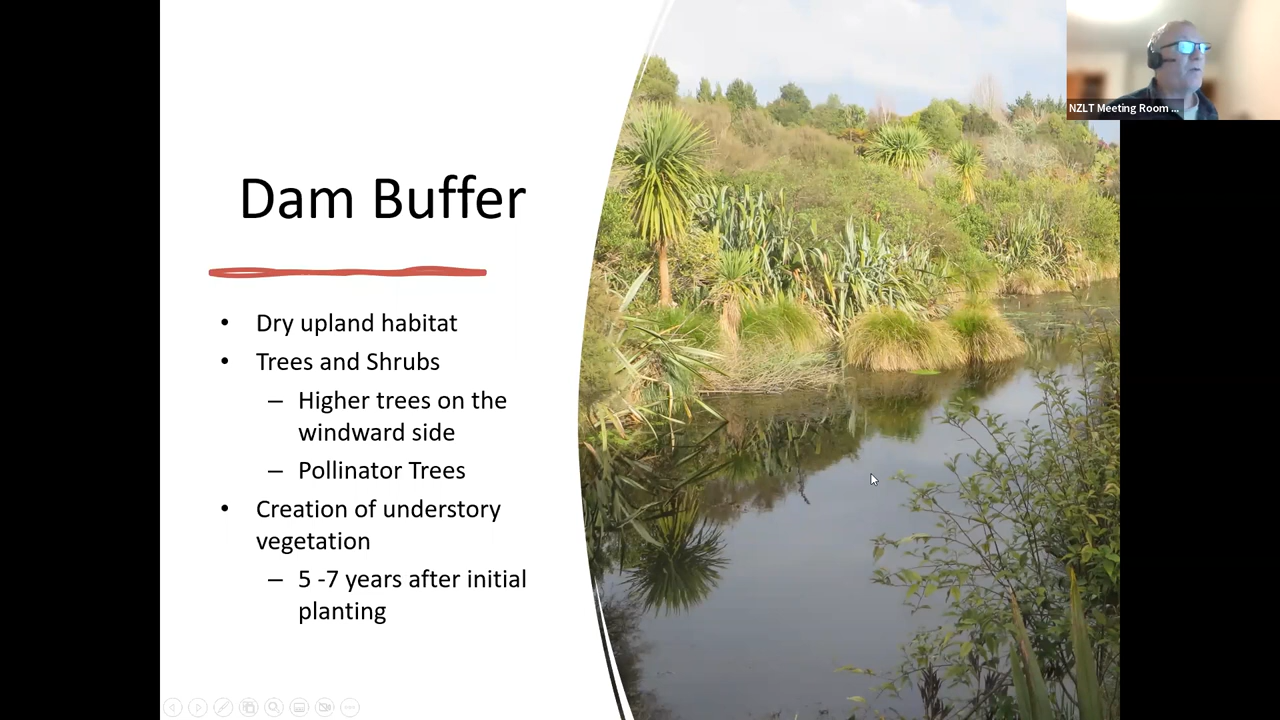 NZLT Meeting Room ...
Dam Buffer
• Dry upland habitat
• Trees and Shrubs
– Higher trees on the
windward side
– Pollinator Trees
• Creation of understory
vegetation
– 5 -7 years after initial
planting